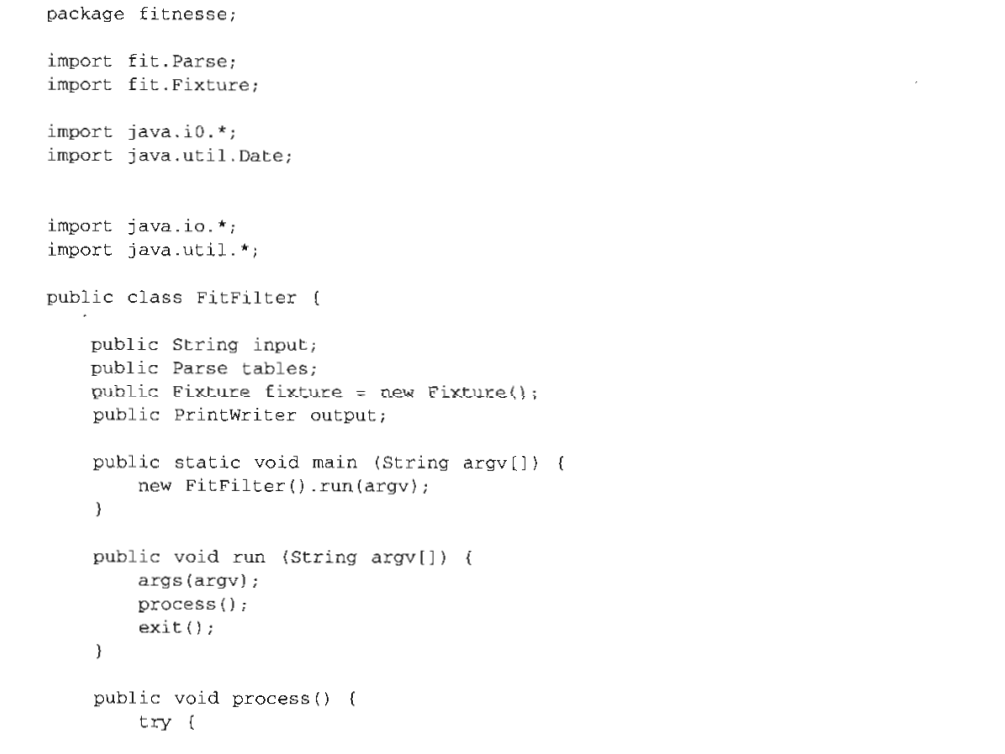 package fitnesse;
import fit.Parse;
import fit.Fixture;
import java.i0.*;
import java.util.Date;
import java.io.*;
import java.util.*;
public class FitFilter {
public String input;
public Parse tables;
public Fixture fixture = new Fixture();
public PrintWriter output;
public static void main (String argv[]) {
new FitFilter().run(argv);
}
public void run (String argv[]) {
args(argv);
process();
exit();
}
public void process() {
try {